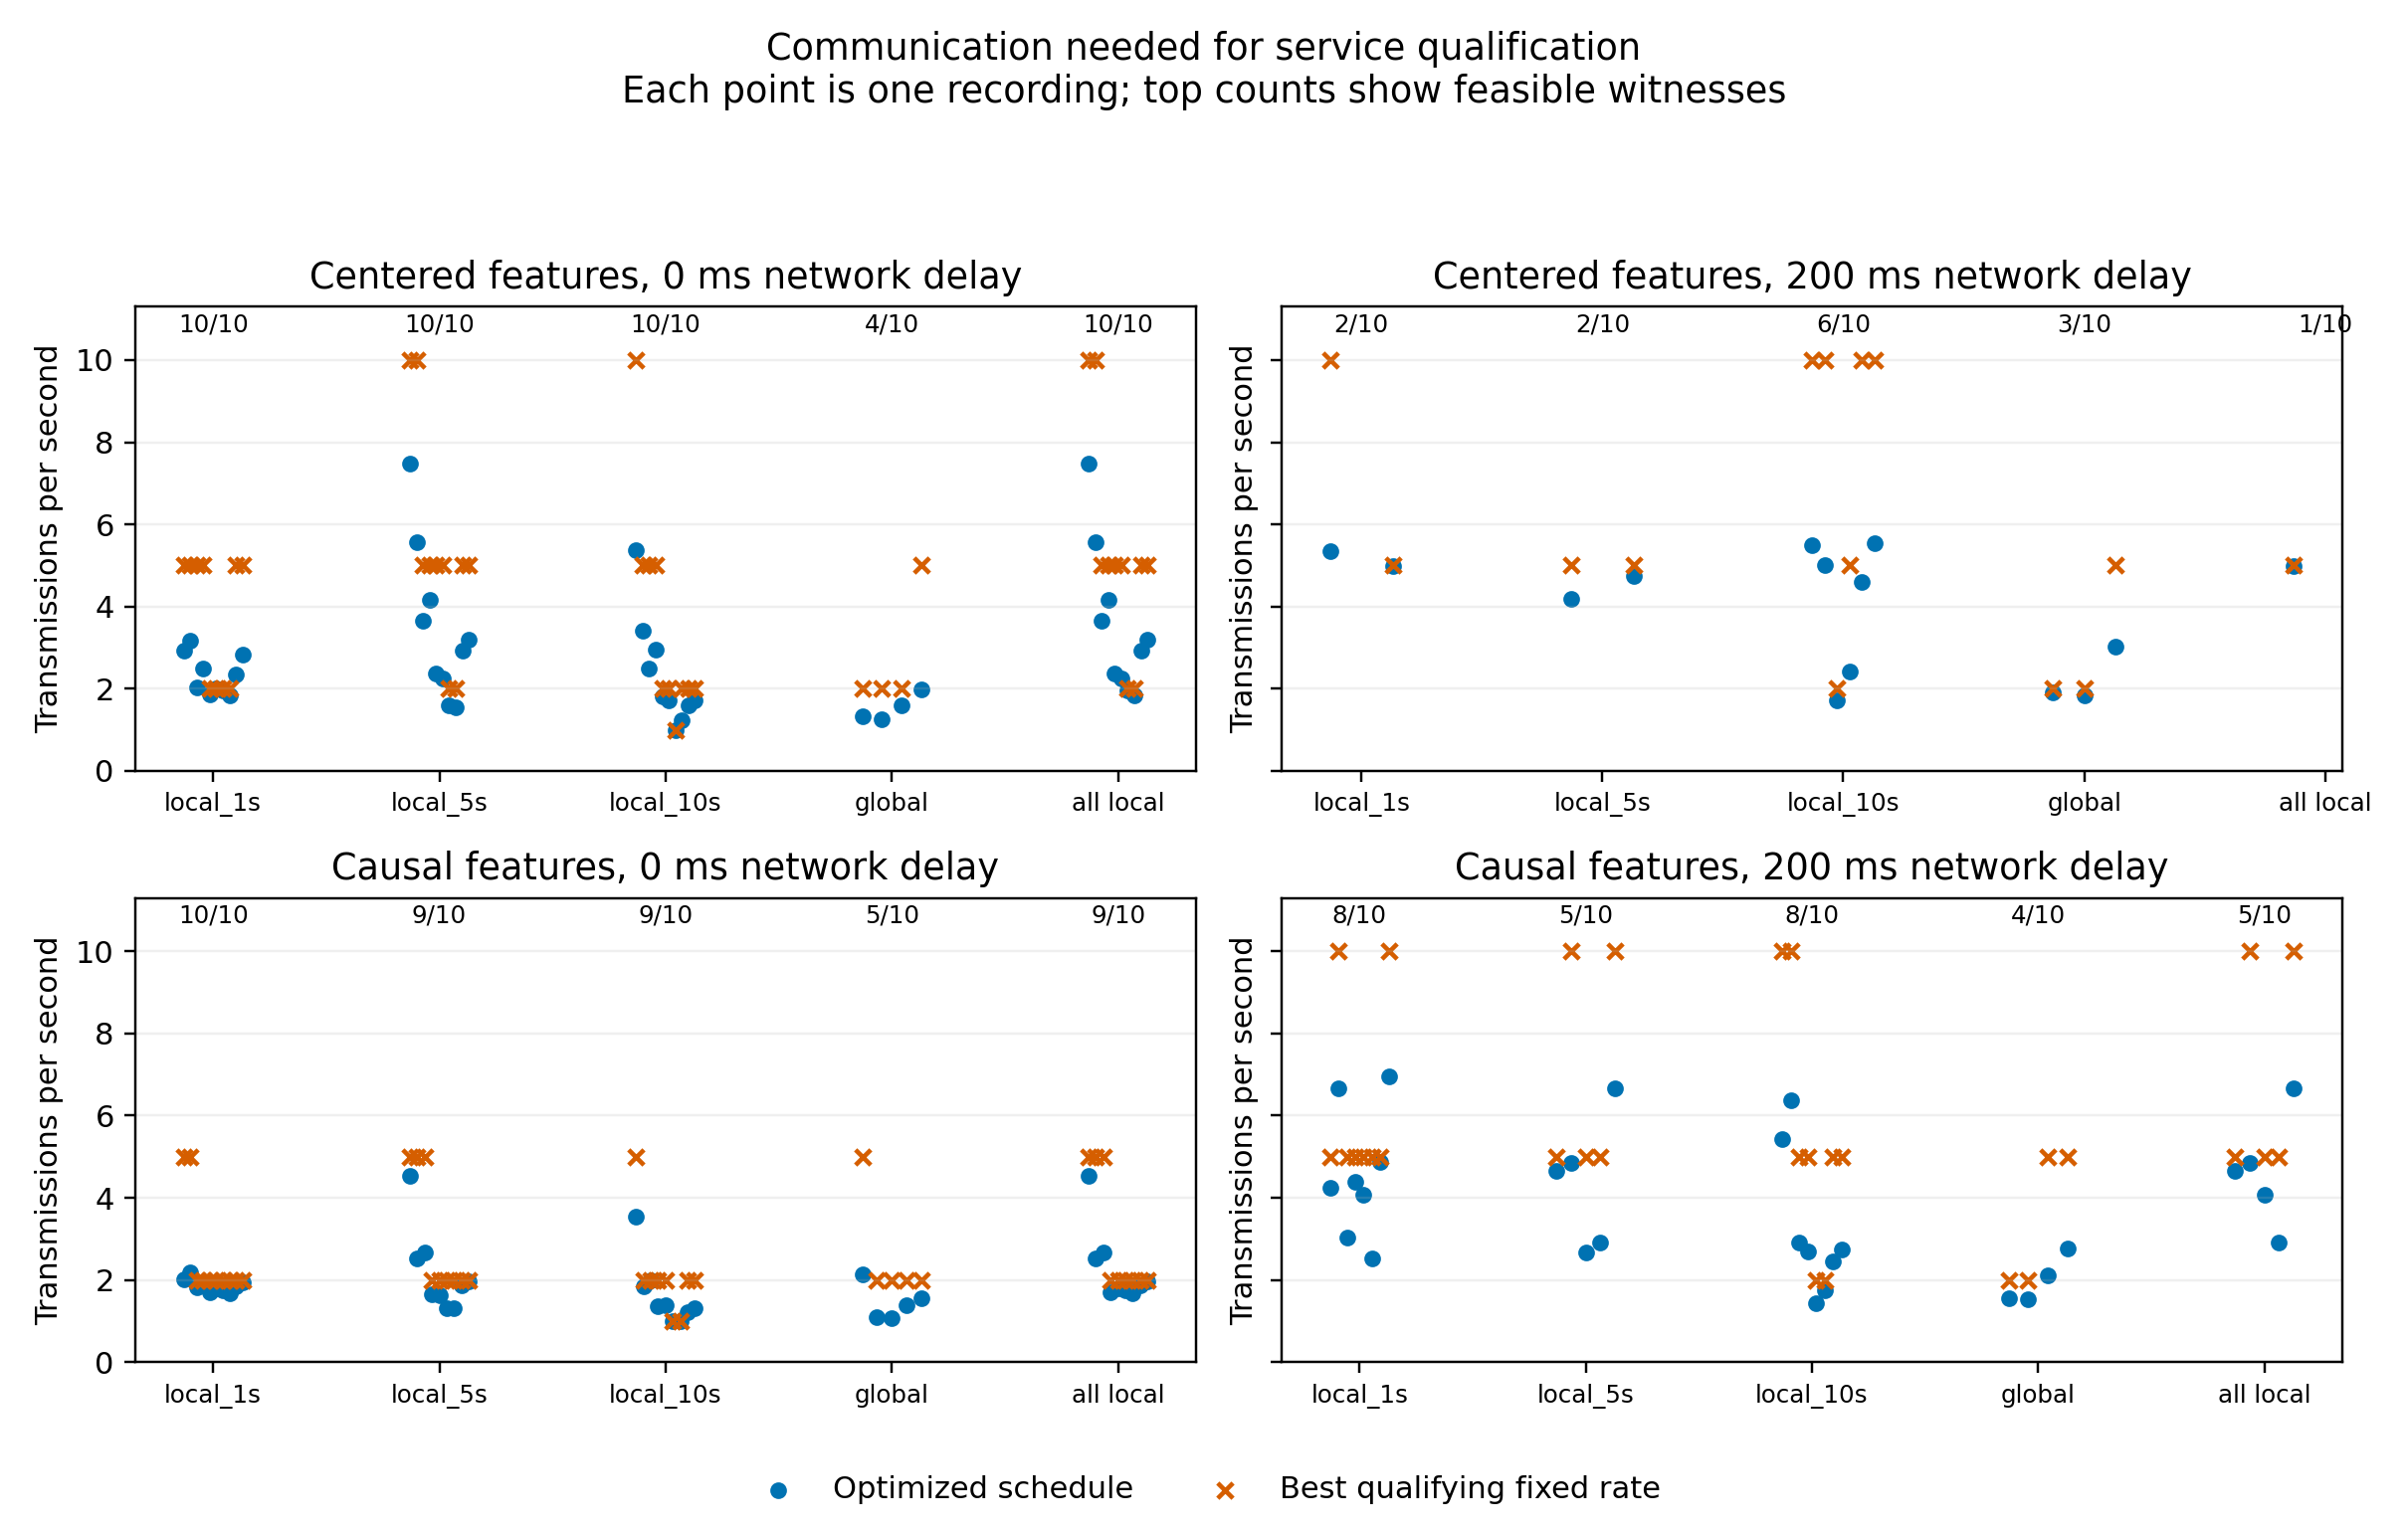 Communication needed for service qualification
Each point is one recording; top counts show feasible witnesses
Centered features, 0 ms network delay
10/10 10/10 10/10 4/10 10/10
Transmissions per second
10
8
6
4
2
0
local_1s local_5s local_10s global all local
Centered features, 200 ms network delay
2/10 2/10 6/10 3/10 1/10
Transmissions per second
local_1s local_5s local_10s global all local
Causal features, 0 ms network delay
10/10 9/10 9/10 5/10 9/10
Transmissions per second
10
8
6
4
2
0
local_1s local_5s local_10s global all local
Causal features, 200 ms network delay
8/10 5/10 8/10 4/10 5/10
Transmissions per second
local_1s local_5s local_10s global all local
Optimized schedule Best qualifying fixed rate